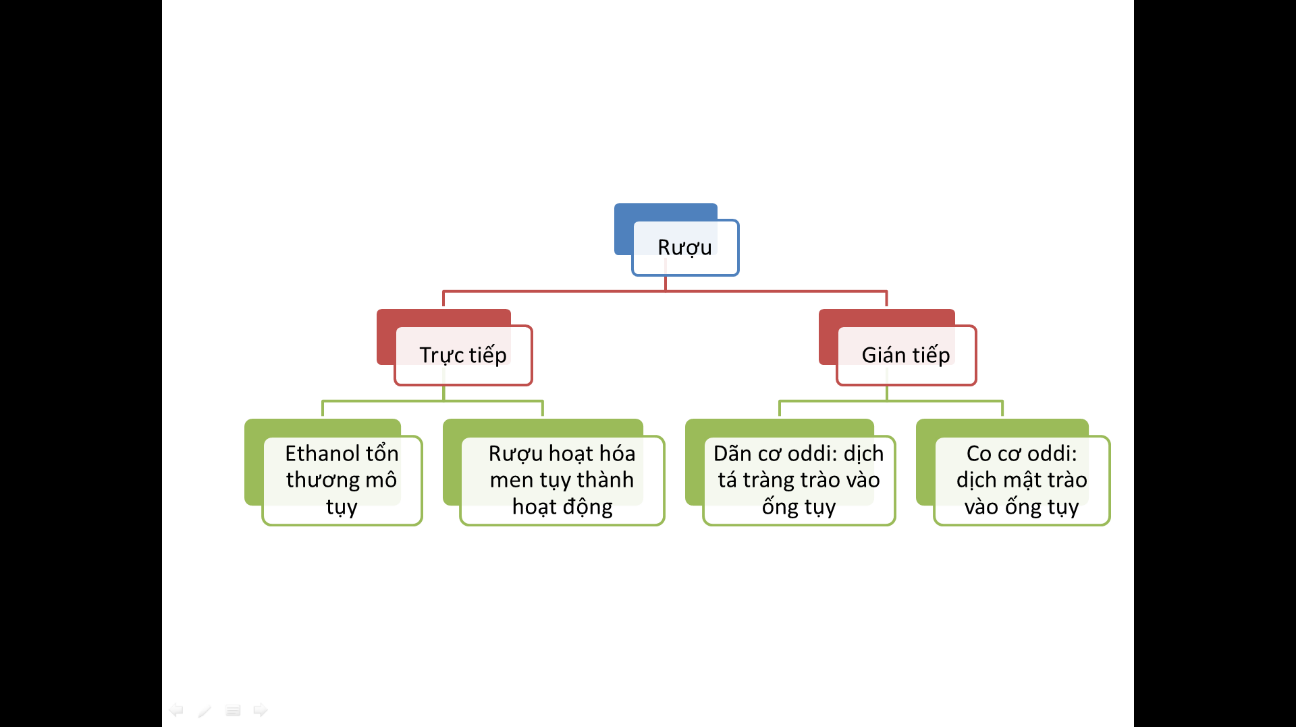 Rượu
Trực tiếp
Gián tiếp
Ethanol tổn
thương mô
tụy
Rượu hoạt hóa
men tụy thành
hoạt động
Dãn cơ oddi: dịch
tá tràng trào vào
ống tụy
Co cơ oddi:
dịch mật trào
vào ống tụy